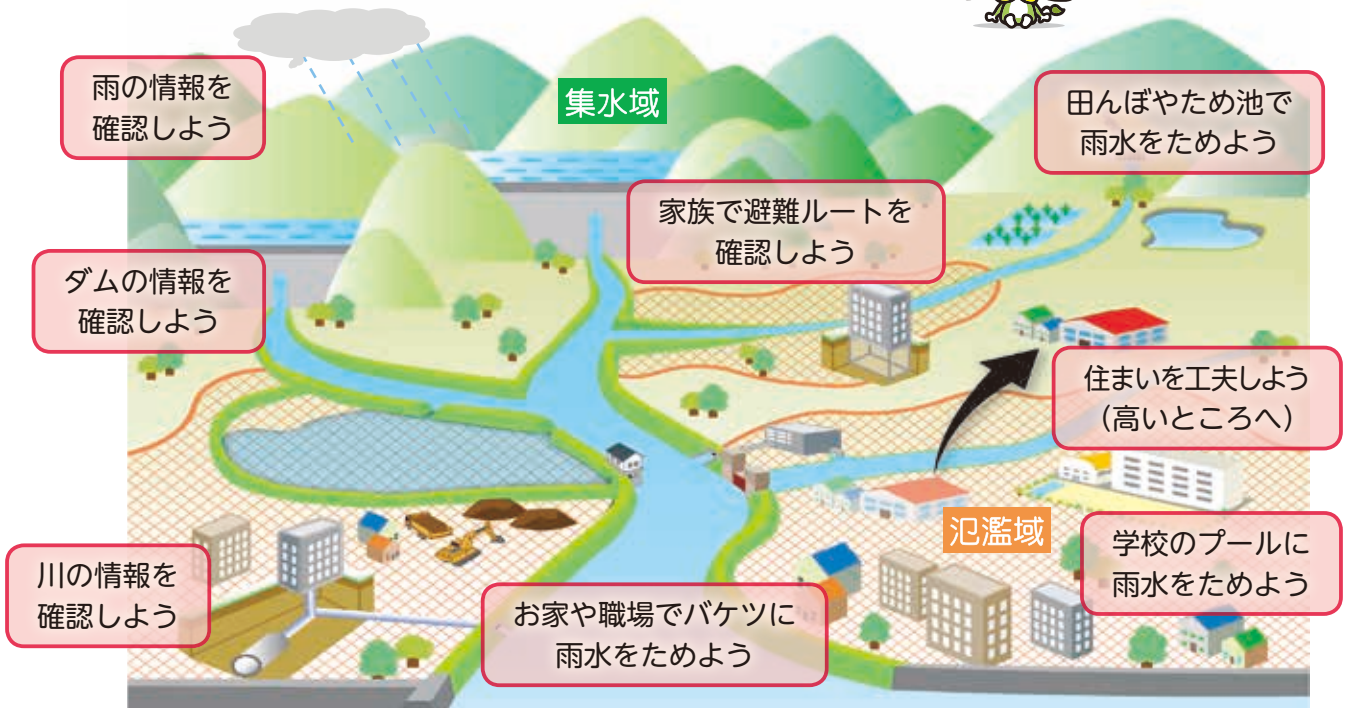 集水域
雨の情報を
確認しよう
田んぼやため池で
雨水をためよう
家族で避難ルートを
確認しよう
ダムの情報を
確認しよう
住まいを工夫しよう
（高いところへ）
氾濫域
学校のプールに
雨水をためよう
川の情報を
確認しよう
お家や職場でバケツに
雨水をためよう